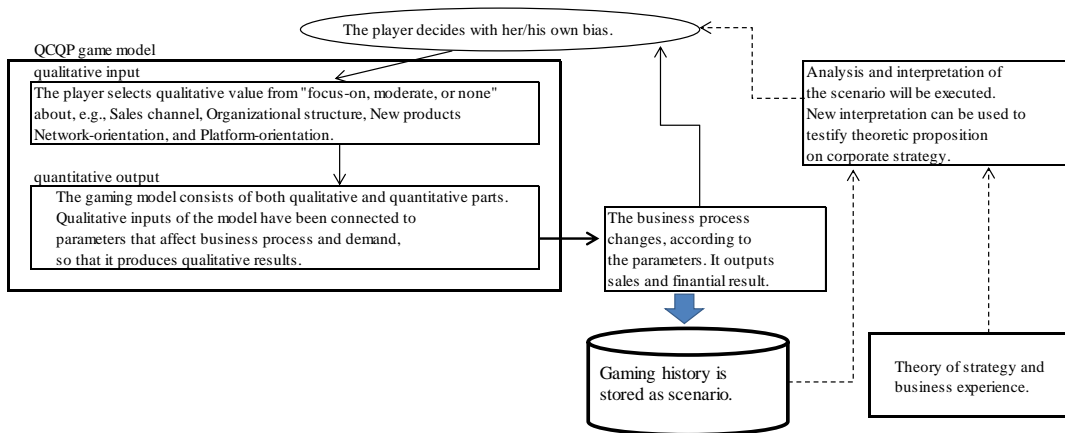 The player decides with her/his own bias.
QCQP game model
qualitative input
The player selects qualitative value from "focus-on, moderate, or none"
about, e.g., Sales channel, Organizational structure, New products
Network-orientation, and Platform-orientation.
quantitative output
The gaming model consists of both qualitative and quantitative parts.
Qualitative inputs of the model have been connected to
parameters that affect business process and demand,
so that it produces qualitative results.
The business process
changes, according to
the parameters. It outputs
sales and finantial result.
Gaming history is
stored as scenario.
Analysis and interpretation of
the scenario will be executed.
New interpretation can be used to
testify theoretic proposition
on corporate strategy.
Theory of strategy and
business experience.